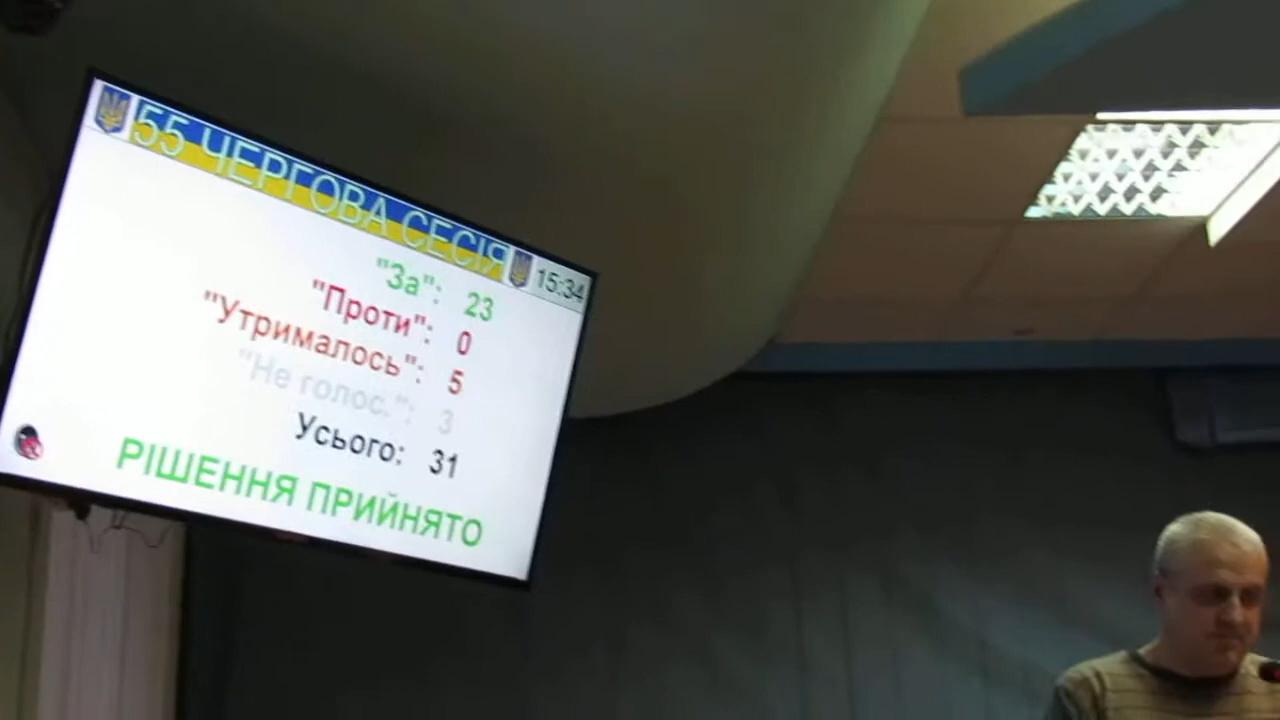 55 ЧЕРГОВА СЕСІЯ
15:34
"За": 23
"Проти": 0
"Утрималось": 5
"Не голос.": 3
Усього: 31
РІШЕННЯ ПРИЙНЯТО